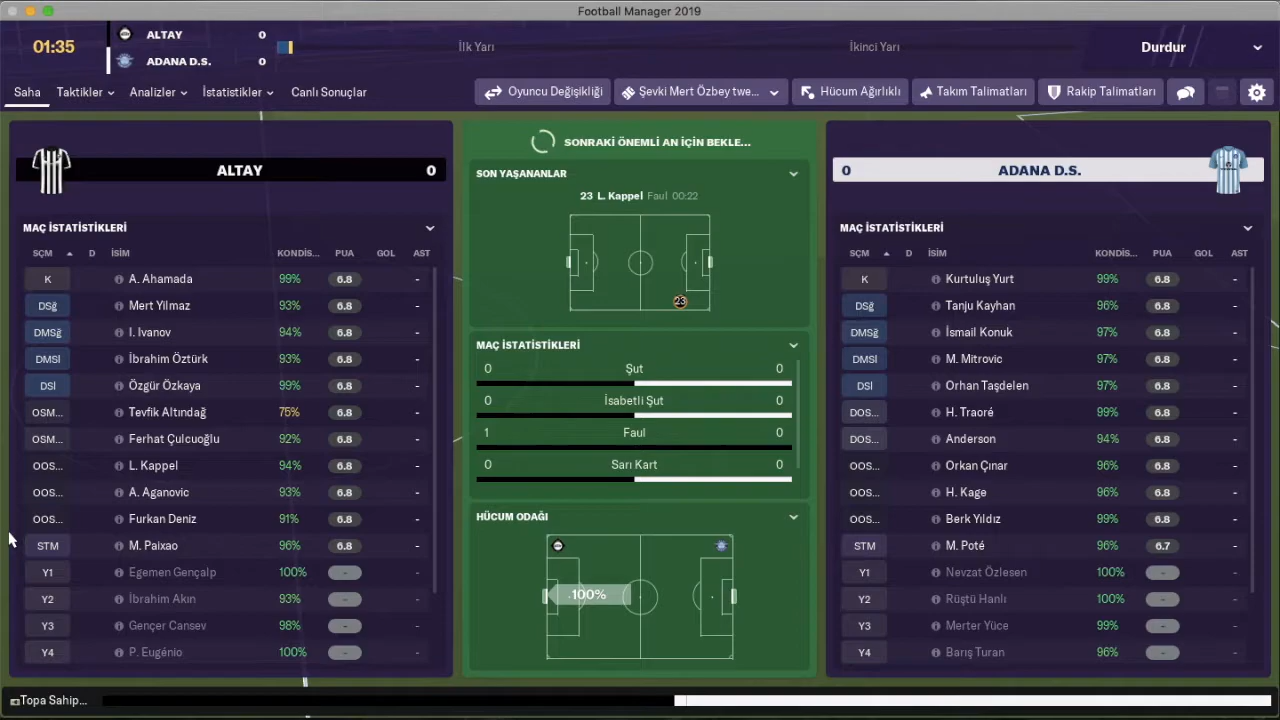 Football Manager 2019
01:35
ALTAY 0
ADANA D.S. 0
İlk Yarı
İkinci Yarı
Durdur
Saha
Taktikler
Analizler
İstatistikler
Canlı Sonuçlar
Oyuncu Değişikliği
Şevki Mert Özbey twe...
Hücum Ağırlıklı
Takım Talimatları
Rakip Talimatları
ALTAY 0
MAÇ İSTATİSTİKLERİ
SÇM D İSİM KONDİS... PUA GOL AST
K A. Ahamada 99% 6.8 -
DSğ Mert Yilmaz 93% 6.8 -
DMSğ I. Ivanov 94% 6.8 -
DMSl İbrahim Öztürk 93% 6.8 -
DSl Özgür Özkaya 99% 6.8 -
OSM... Tevfik Altındağ 75% 6.8 -
OSM... Ferhat Çulcuoğlu 92% 6.8 -
OOS... L. Kappel 94% 6.8 -
OOS... A. Aganovic 93% 6.8 -
OOS... Furkan Deniz 91% 6.8 -
STM M. Paixao 96% 6.8 -
Y1 Egemen Gençalp 100% -
Y2 İbrahim Akın 93% -
Y3 Gençer Cansev 98% -
Y4 P. Eugénio 100% -
SONRAKİ ÖNEMLİ AN İÇİN BEKLE...
SON YAŞANANLAR
23 L. Kappel Faul 00:22
23
MAÇ İSTATİSTİKLERİ
0 Şut 0
0 İsabetli Şut 0
1 Faul 0
0 Sarı Kart 0
HÜCUM ODAĞI
100%
0 ADANA D.S.
MAÇ İSTATİSTİKLERİ
SÇM D İSİM KONDİS... PUA GOL AST
K Kurtuluş Yurt 99% 6.8 -
DSğ Tanju Kayhan 96% 6.8 -
DMSğ İsmail Konuk 97% 6.8 -
DMSl M. Mitrovic 97% 6.8 -
DSl Orhan Taşdelen 97% 6.8 -
DOS... H. Traoré 99% 6.8 -
DOS... Anderson 94% 6.8 -
OOS... Orkan Çınar 96% 6.8 -
OOS... H. Kage 96% 6.8 -
OOS... Berk Yıldız 99% 6.8 -
STM M. Poté 96% 6.7 -
Y1 Nevzat Özlesen 100% -
Y2 Rüştü Hanlı 100% -
Y3 Merter Yüce 99% -
Y4 Barış Turan 96% -
Topa Sahip...